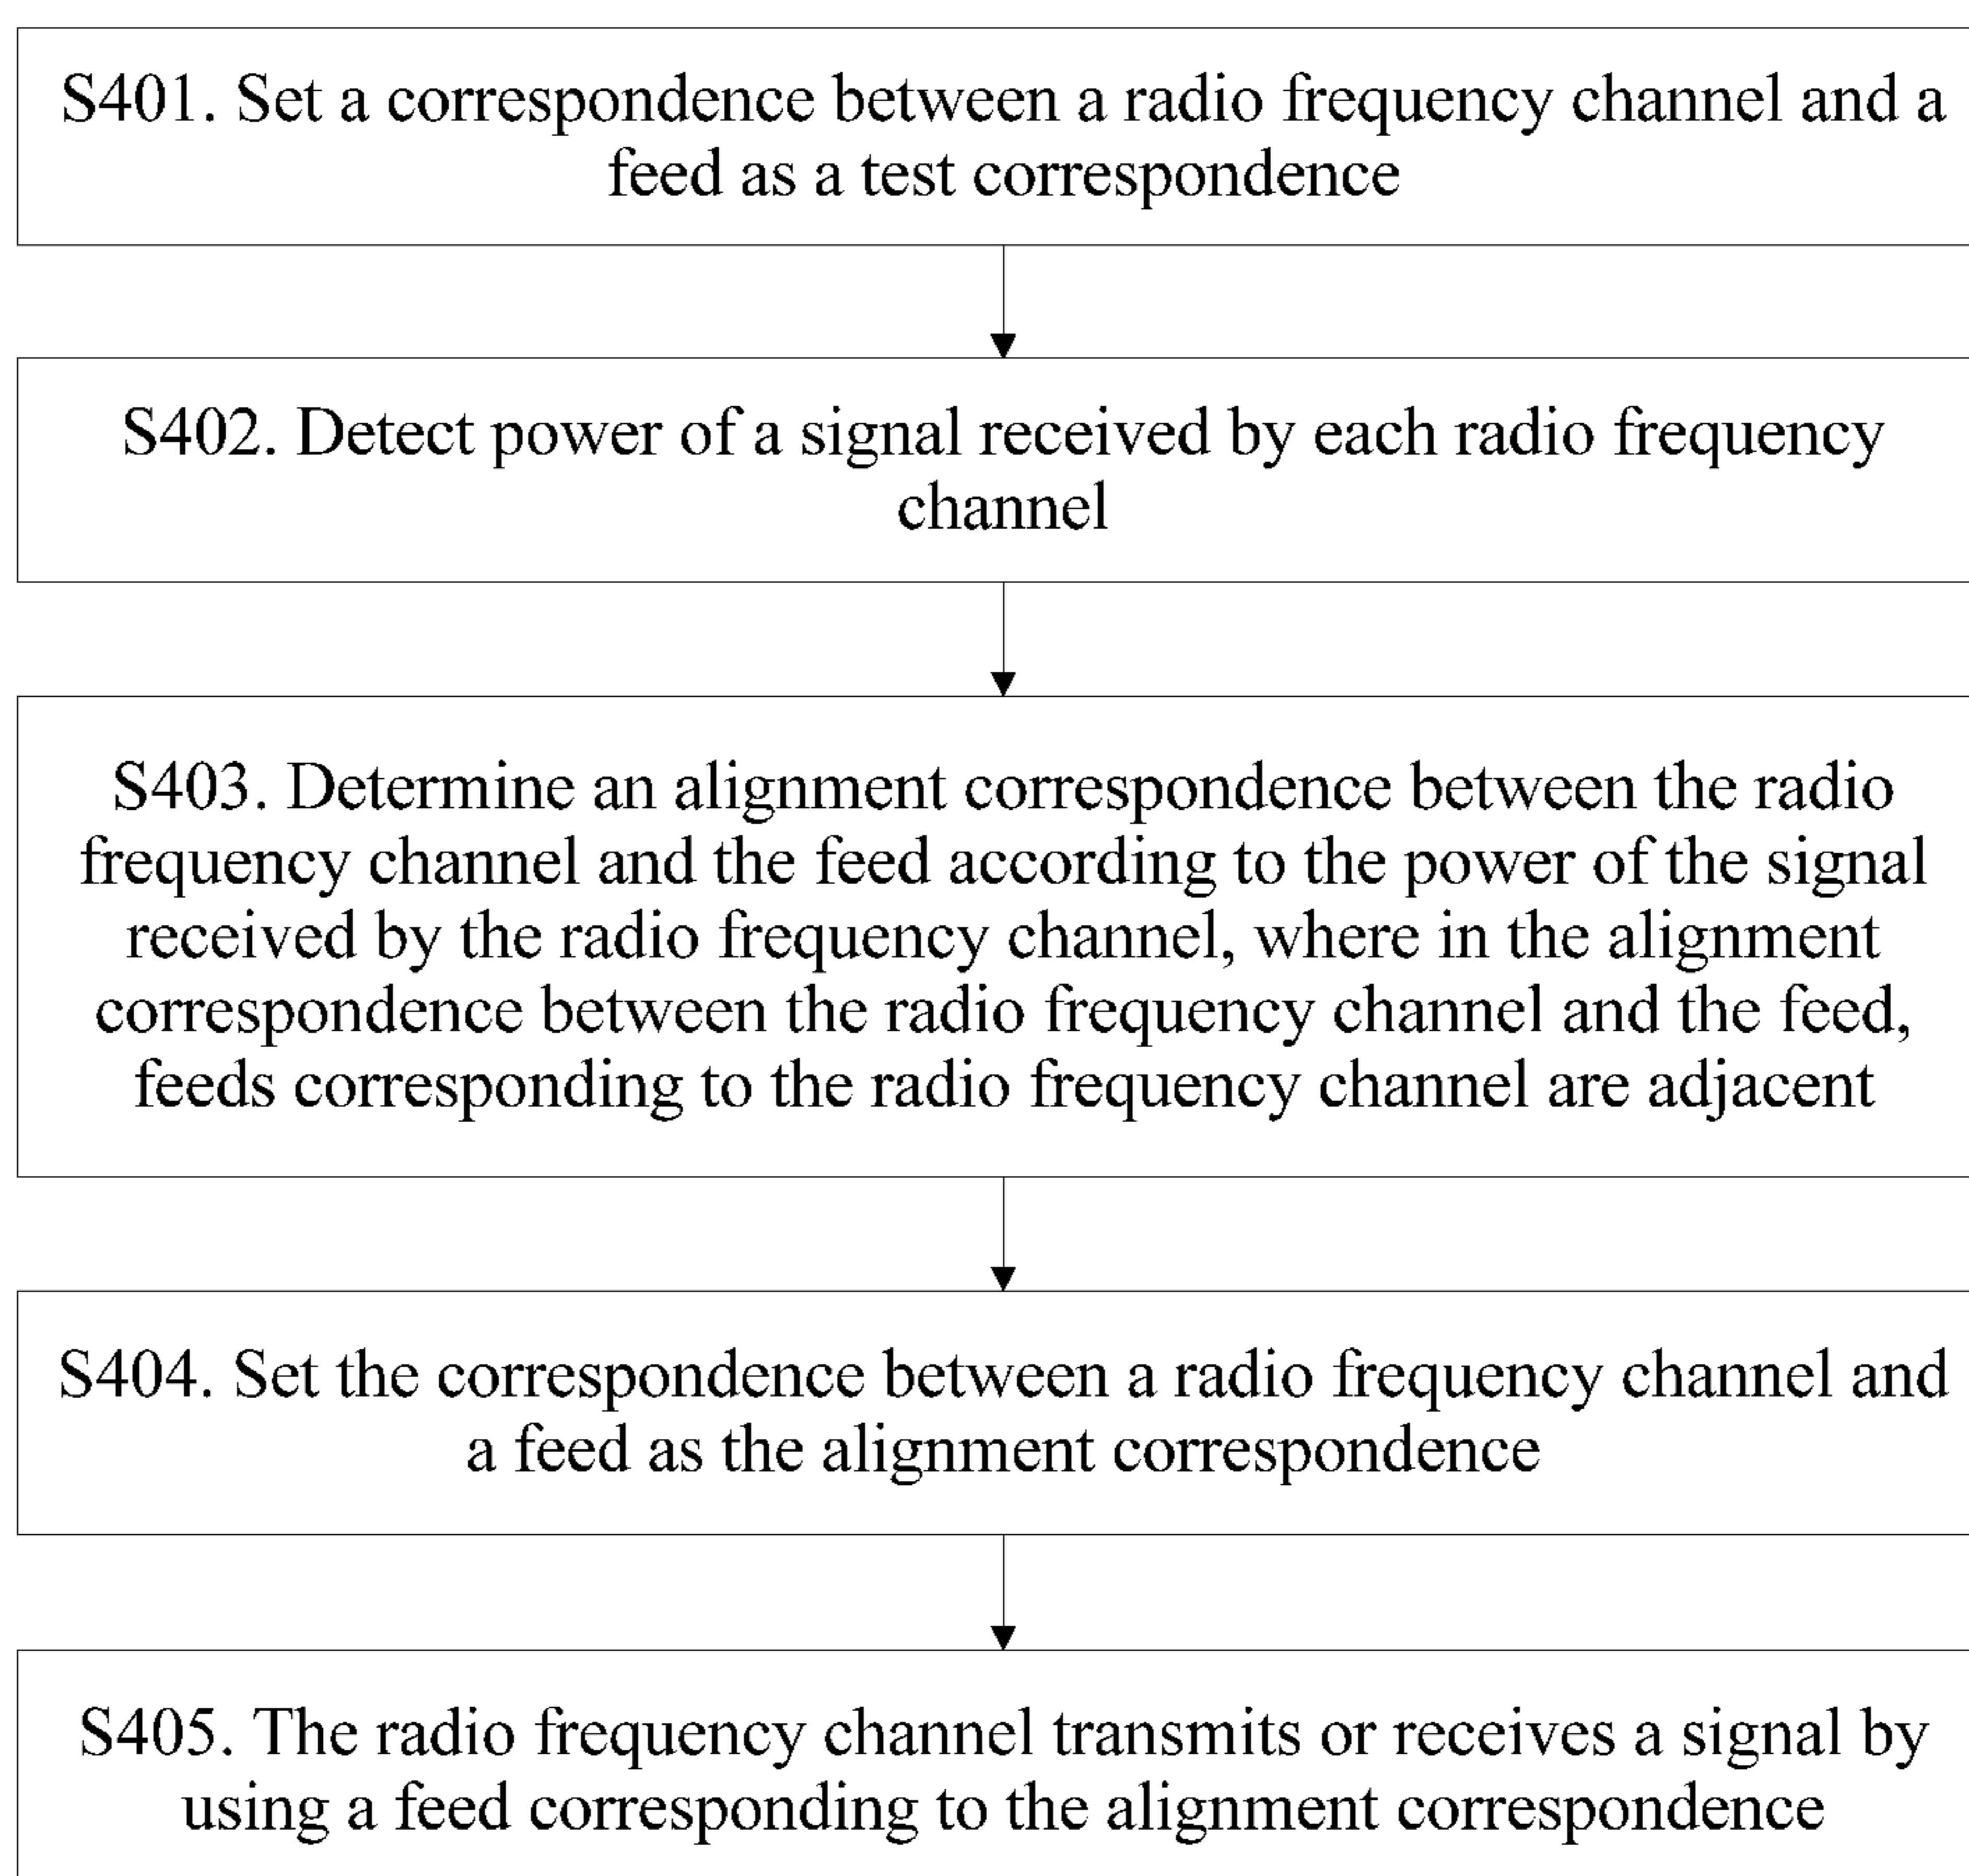 S401. Set a correspondence between a radio frequency channel and a
feed as a test correspondence
S402. Detect power of a signal received by each radio frequency
channel
S403. Determine an alignment correspondence between the radio
frequency channel and the feed according to the power of the signal
received by the radio frequency channel, where in the alignment
correspondence between the radio frequency channel and the feed,
feeds corresponding to the radio frequency channel are adjacent
S404. Set the correspondence between a radio frequency channel and
a feed as the alignment correspondence
S405. The radio frequency channel transmits or receives a signal by
using a feed corresponding to the alignment correspondence